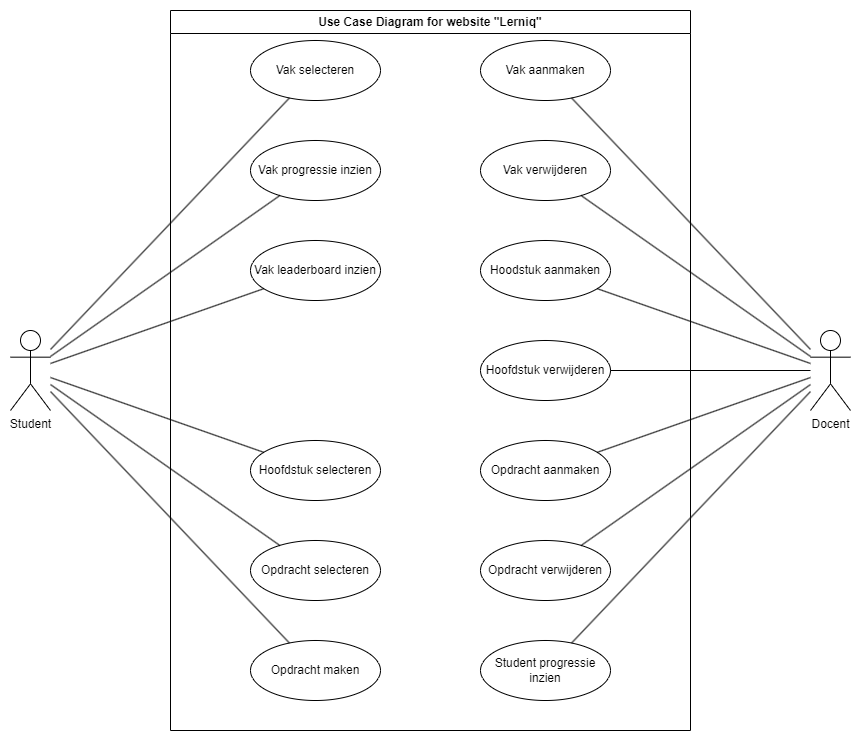 Use Case Diagram for website "Lerniq"
Vak selecteren
Vak aanmaken
Vak progressie inzien
Vak verwijderen
Vak leaderboard inzien
Hoodstuk aanmaken
Hoofdstuk verwijderen
Student
Docent
Hoofdstuk selecteren
Opdracht aanmaken
Opdracht selecteren
Opdracht verwijderen
Opdracht maken
Student progressie
inzien